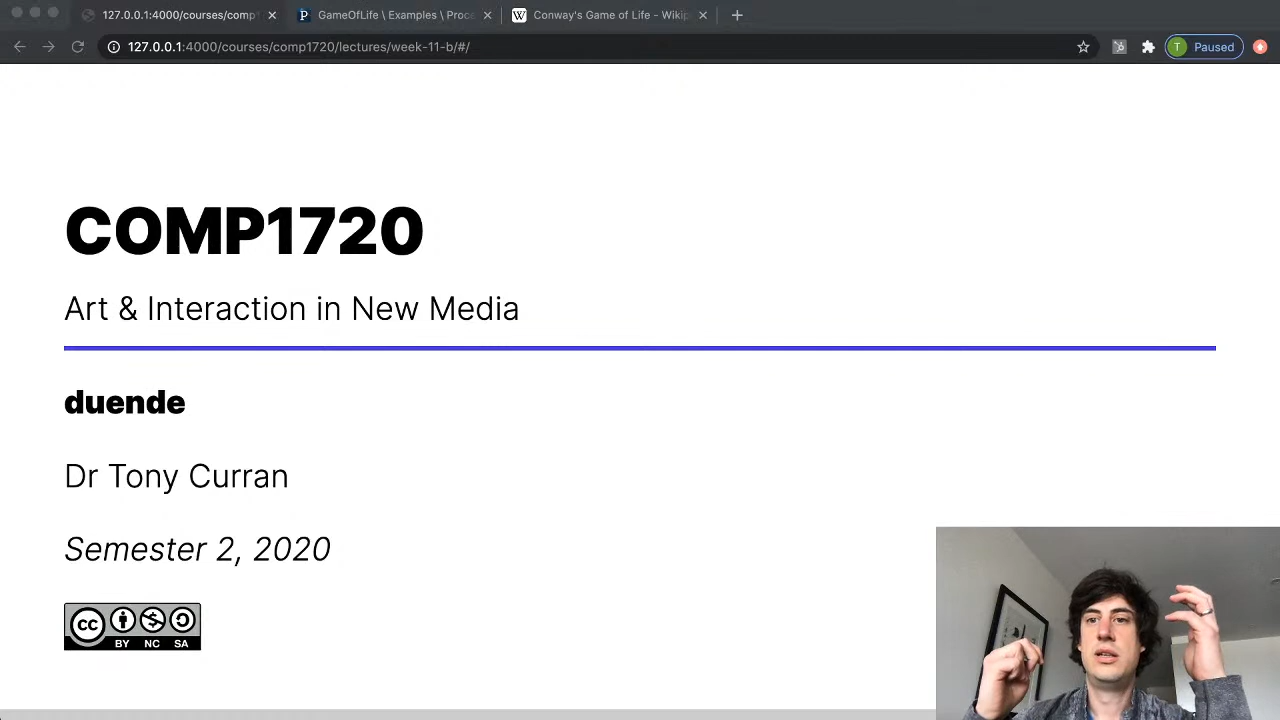 127.0.0.1:4000/courses/comp
GameOfLife \ Examples \ Proce
W Conway's Game of Life - Wikip
127.0.0.1:4000/courses/comp1720/lectures/week-11-b/#/
T Paused
COMP1720
Art & Interaction in New Media
duende
Dr Tony Curran
Semester 2, 2020
cc
BY NC SA